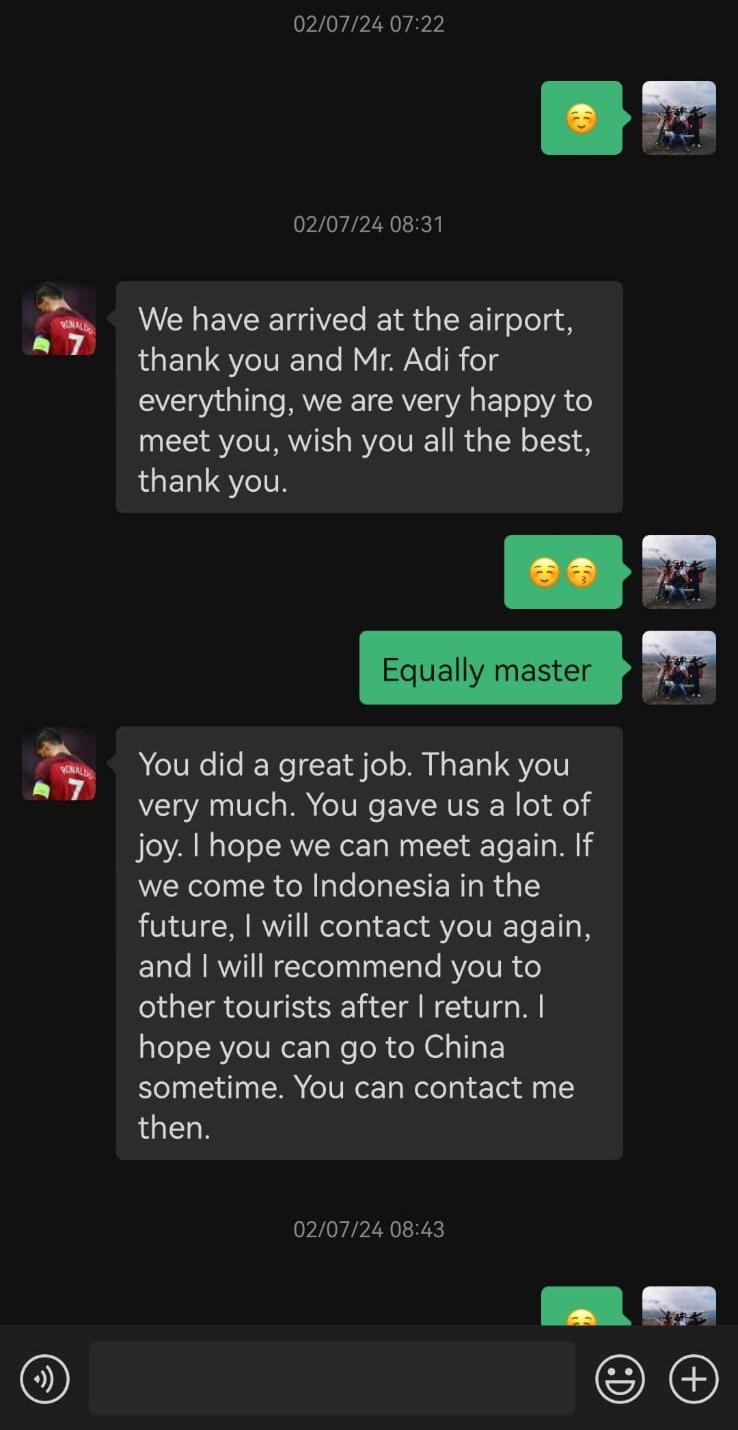 02/07/24 07:22
☺️
02/07/24 08:31
RONALDO
7
We have arrived at the airport,
thank you and Mr. Adi for
everything, we are very happy to
meet you, wish you all the best,
thank you.
☺️😚
Equally master
RONALDO
7
You did a great job. Thank you
very much. You gave us a lot of
joy. I hope we can meet again. If
we come to Indonesia in the
future, I will contact you again,
and I will recommend you to
other tourists after I return. I
hope you can go to China
sometime. You can contact me
then.
02/07/24 08:43